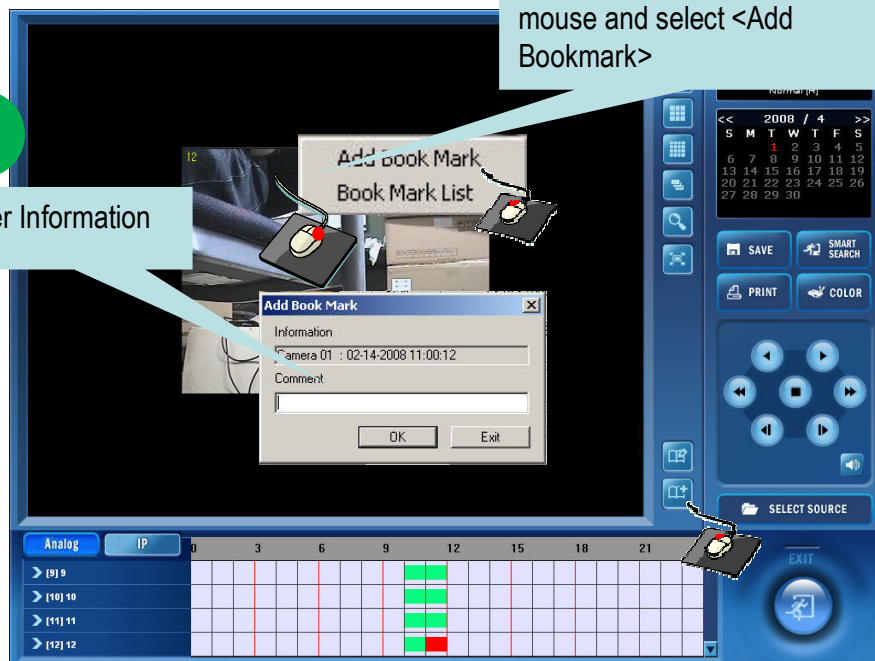 mouse and select <Add
Bookmark>
Normal [R]
<< 2008 / 4 >>
S M T W T F S
1 2 3 4 5
6 7 8 9 10 11 12
13 14 15 16 17 18 19
20 21 22 23 24 25 26
27 28 29 30
12
Add Book Mark
Book Mark List
er Information
SAVE
SMART
SEARCH
PRINT
COLOR
Add Book Mark
Information
Camera 01 : 02-14-2008 11:00:12
Comment
OK
Exit
SELECT SOURCE
Analog
IP
0 3 6 9 12 15 18 21
EXIT
[9] 9
[10] 10
[11] 11
[12] 12